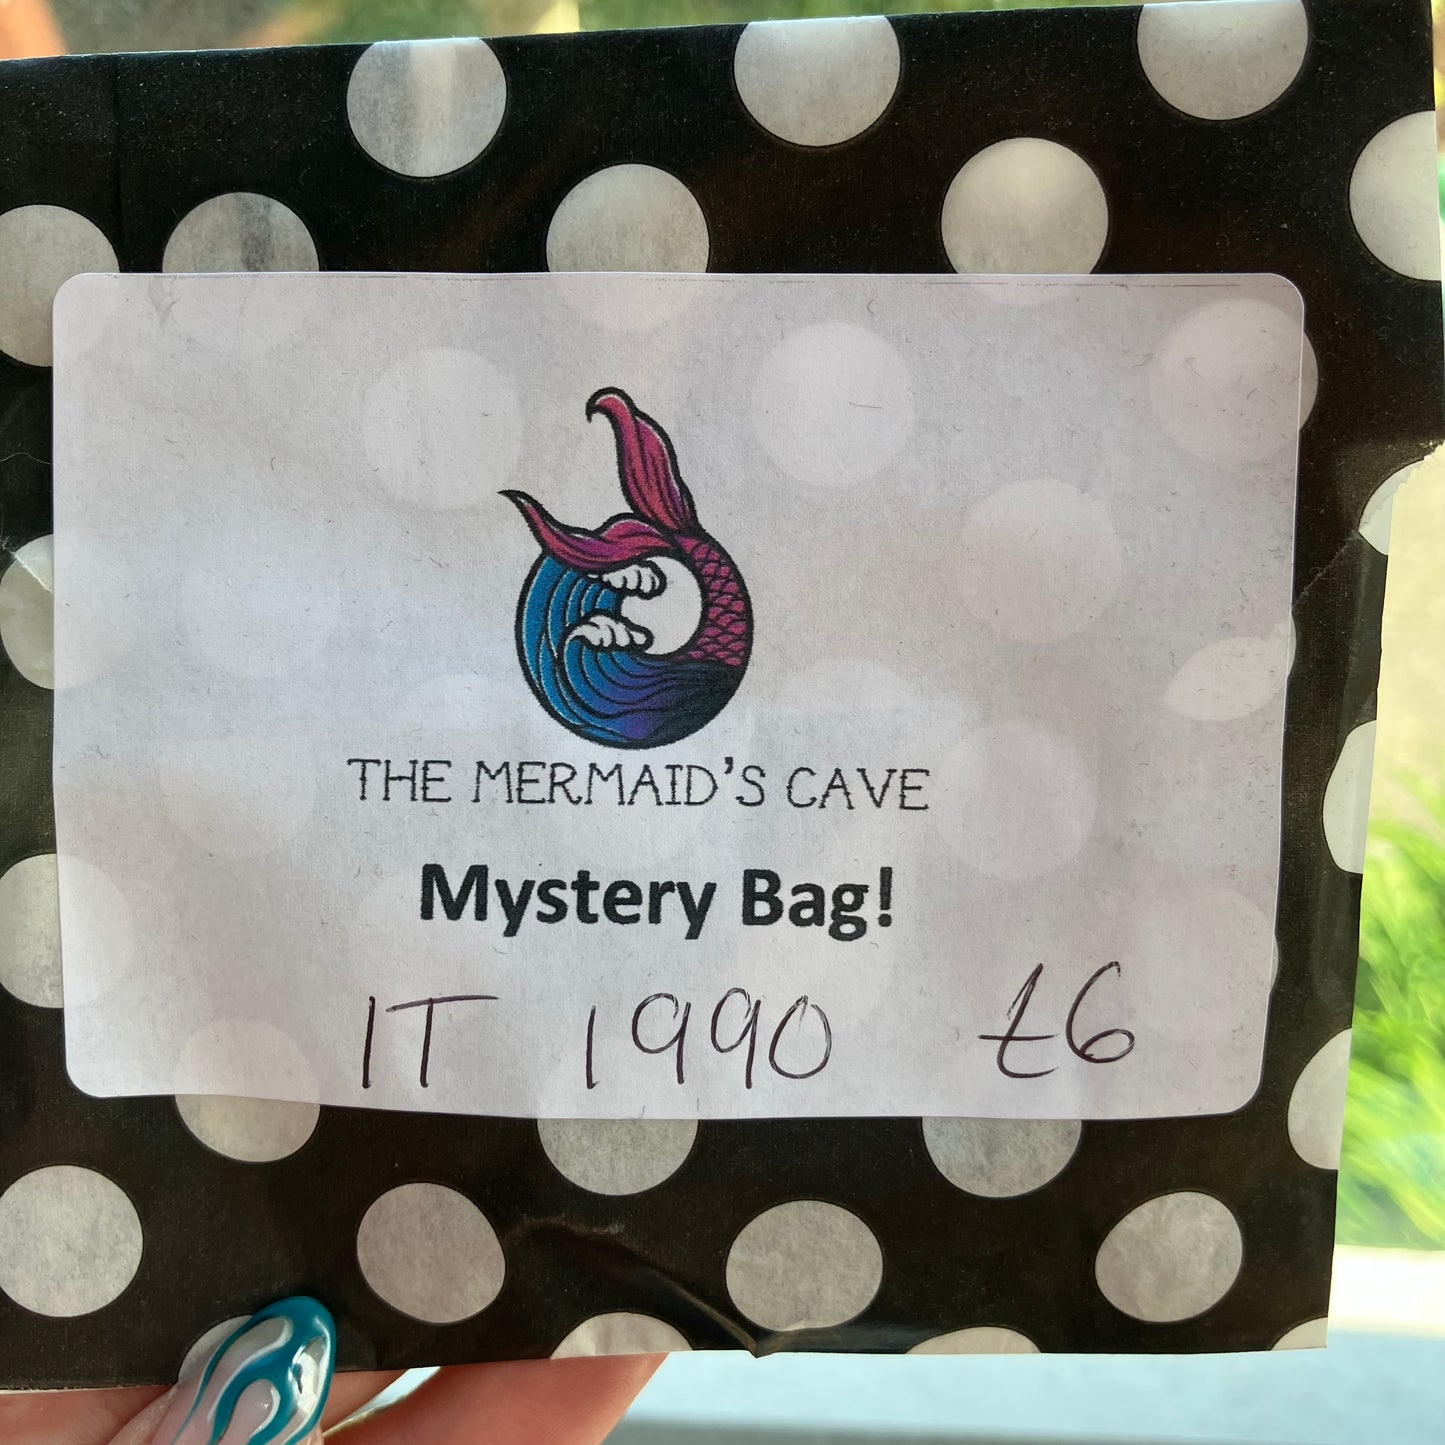 THE MERMAID'S CAVE
Mystery Bag!
IT 1990 £6